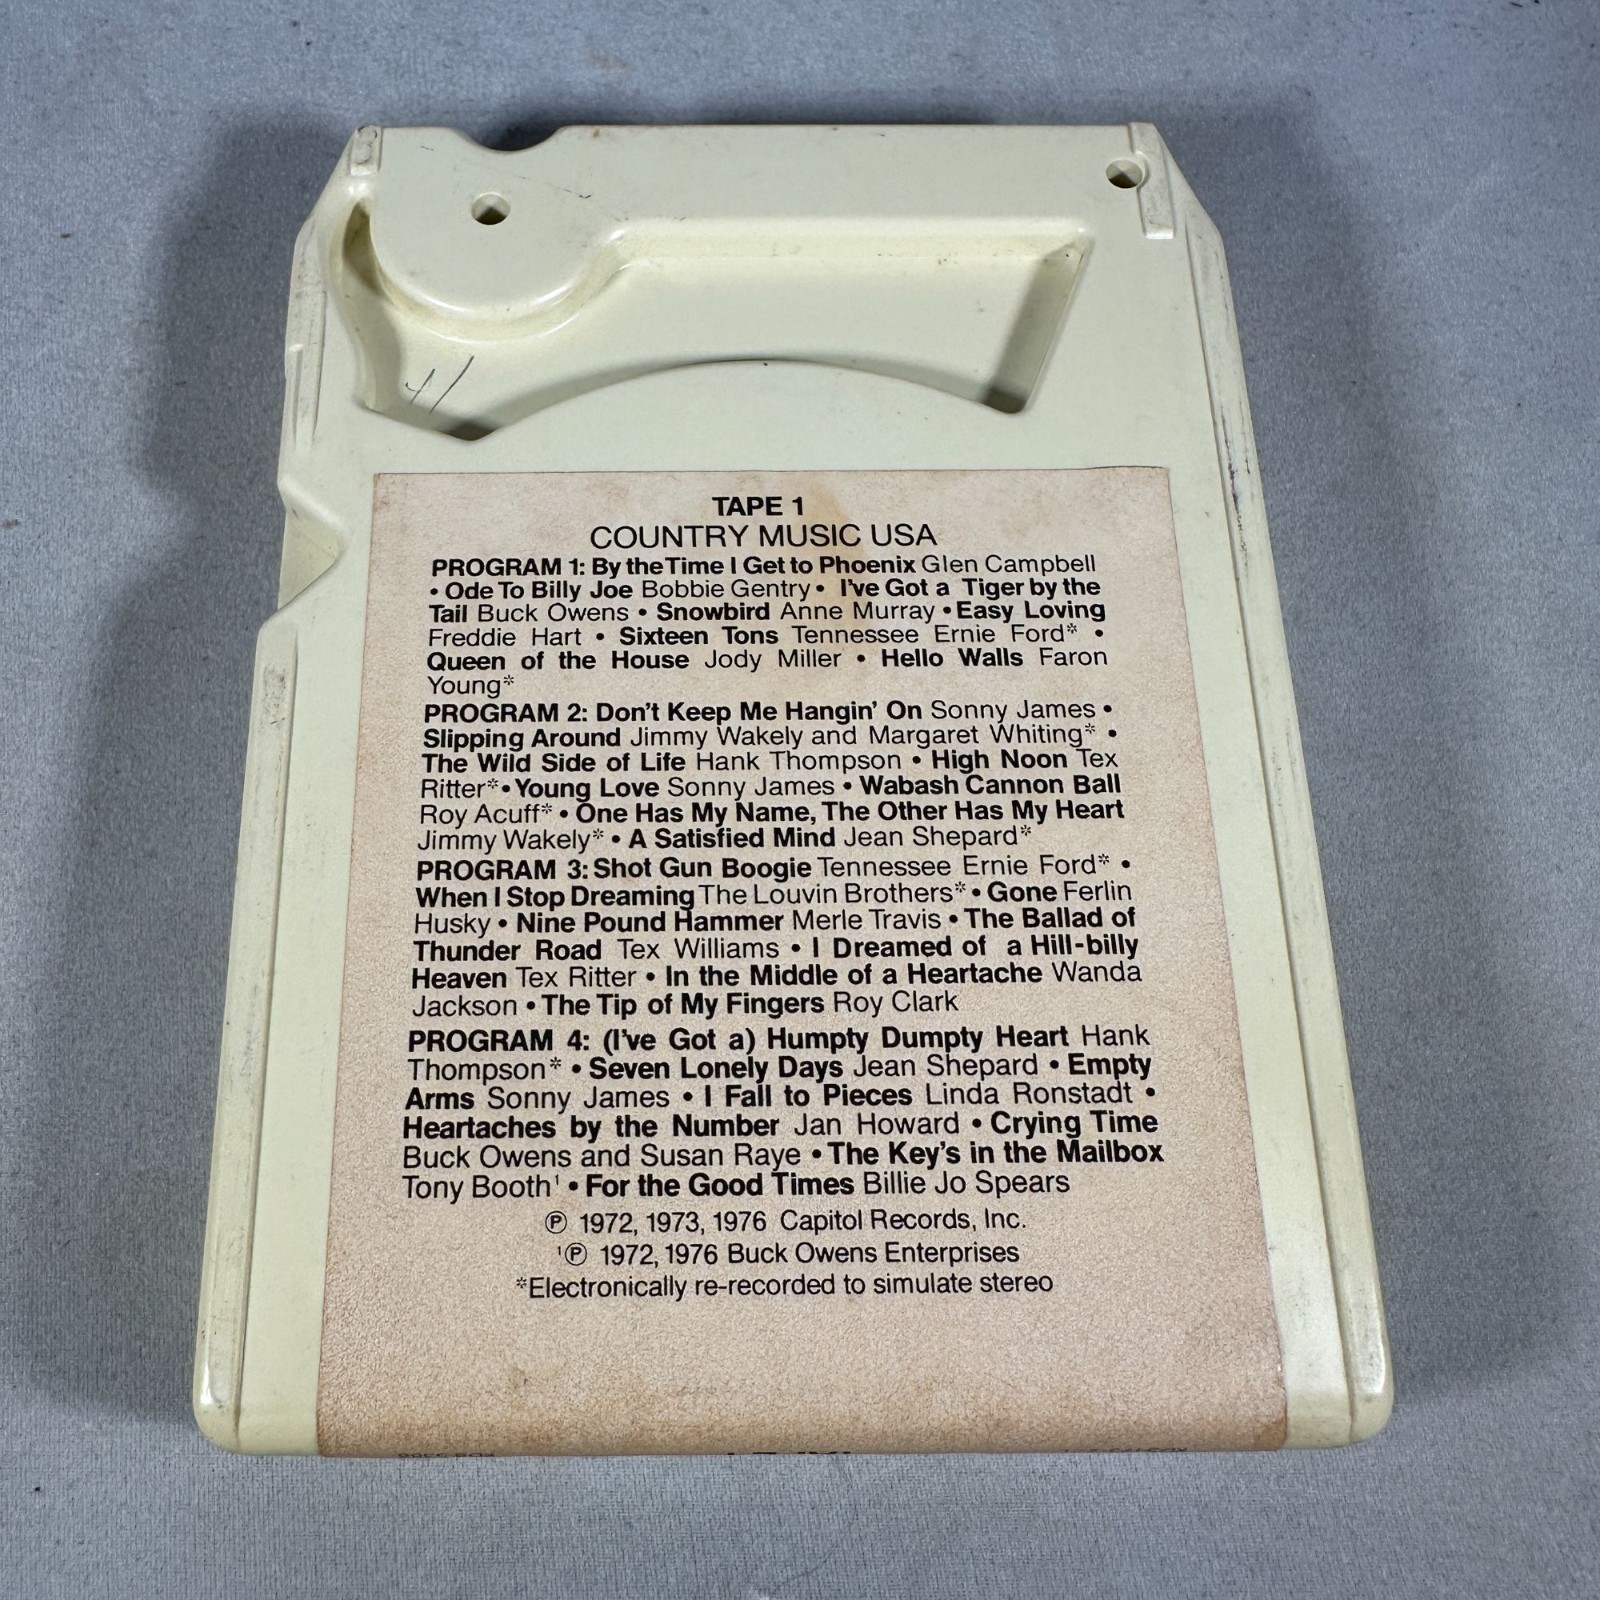 41
TAPE 1
COUNTRY MUSIC USA
PROGRAM 1: By the Time I Get to Phoenix Glen Campbell
• Ode To Billy Joe Bobbie Gentry • I've Got a Tiger by the
Tail Buck Owens • Snowbird Anne Murray • Easy Loving
Freddie Hart • Sixteen Tons Tennessee Ernie Ford* •
Queen of the House Jody Miller • Hello Walls Faron
Young*
PROGRAM 2: Don't Keep Me Hangin' On Sonny James •
Slipping Around Jimmy Wakely and Margaret Whiting* •
The Wild Side of Life Hank Thompson • High Noon Tex
Ritter* • Young Love Sonny James • Wabash Cannon Ball
Roy Acuff* • One Has My Name, The Other Has My Heart
Jimmy Wakely* • A Satisfied Mind Jean Shepard*
PROGRAM 3: Shot Gun Boogie Tennessee Ernie Ford* •
When I Stop Dreaming The Louvin Brothers* • Gone Ferlin
Husky • Nine Pound Hammer Merle Travis • The Ballad of
Thunder Road Tex Williams • I Dreamed of a Hill-billy
Heaven Tex Ritter • In the Middle of a Heartache Wanda
Jackson • The Tip of My Fingers Roy Clark
PROGRAM 4: (I've Got a) Humpty Dumpty Heart Hank
Thompson* • Seven Lonely Days Jean Shepard • Empty
Arms Sonny James • I Fall to Pieces Linda Ronstadt •
Heartaches by the Number Jan Howard • Crying Time
Buck Owens and Susan Raye • The Key's in the Mailbox
Tony Booth¹ • For the Good Times Billie Jo Spears
℗ 1972, 1973, 1976 Capitol Records, Inc.
¹℗ 1972, 1976 Buck Owens Enterprises
*Electronically re-recorded to simulate stereo